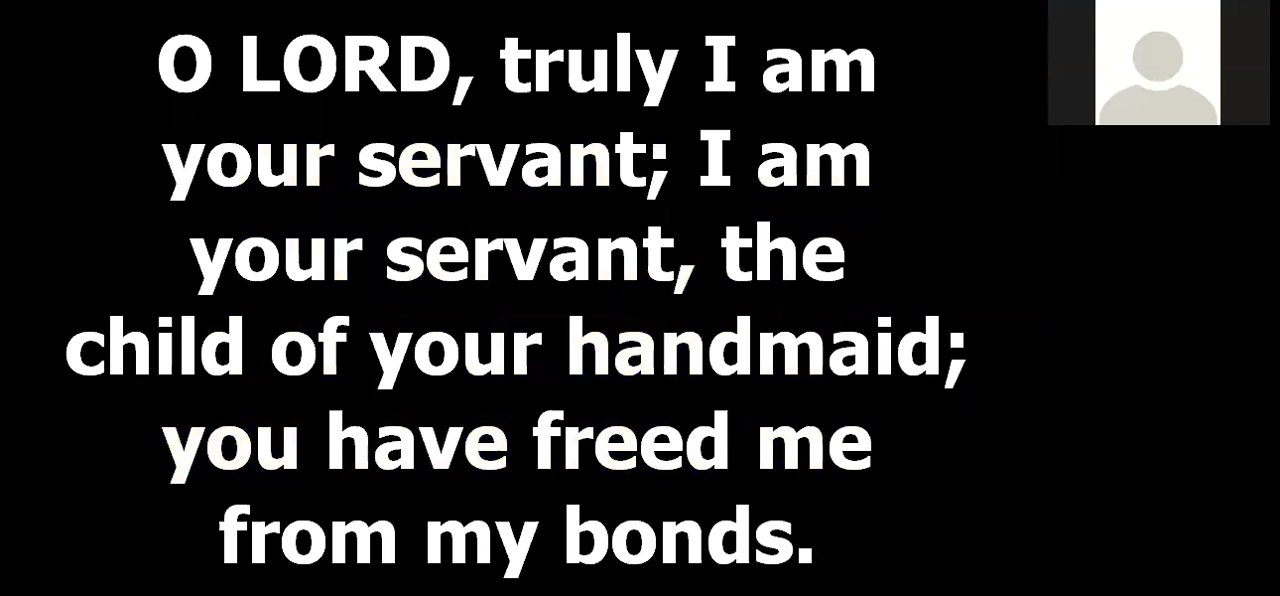 O LORD, truly I am
your servant; I am
your servant, the
child of your handmaid;
you have freed me
from my bonds.